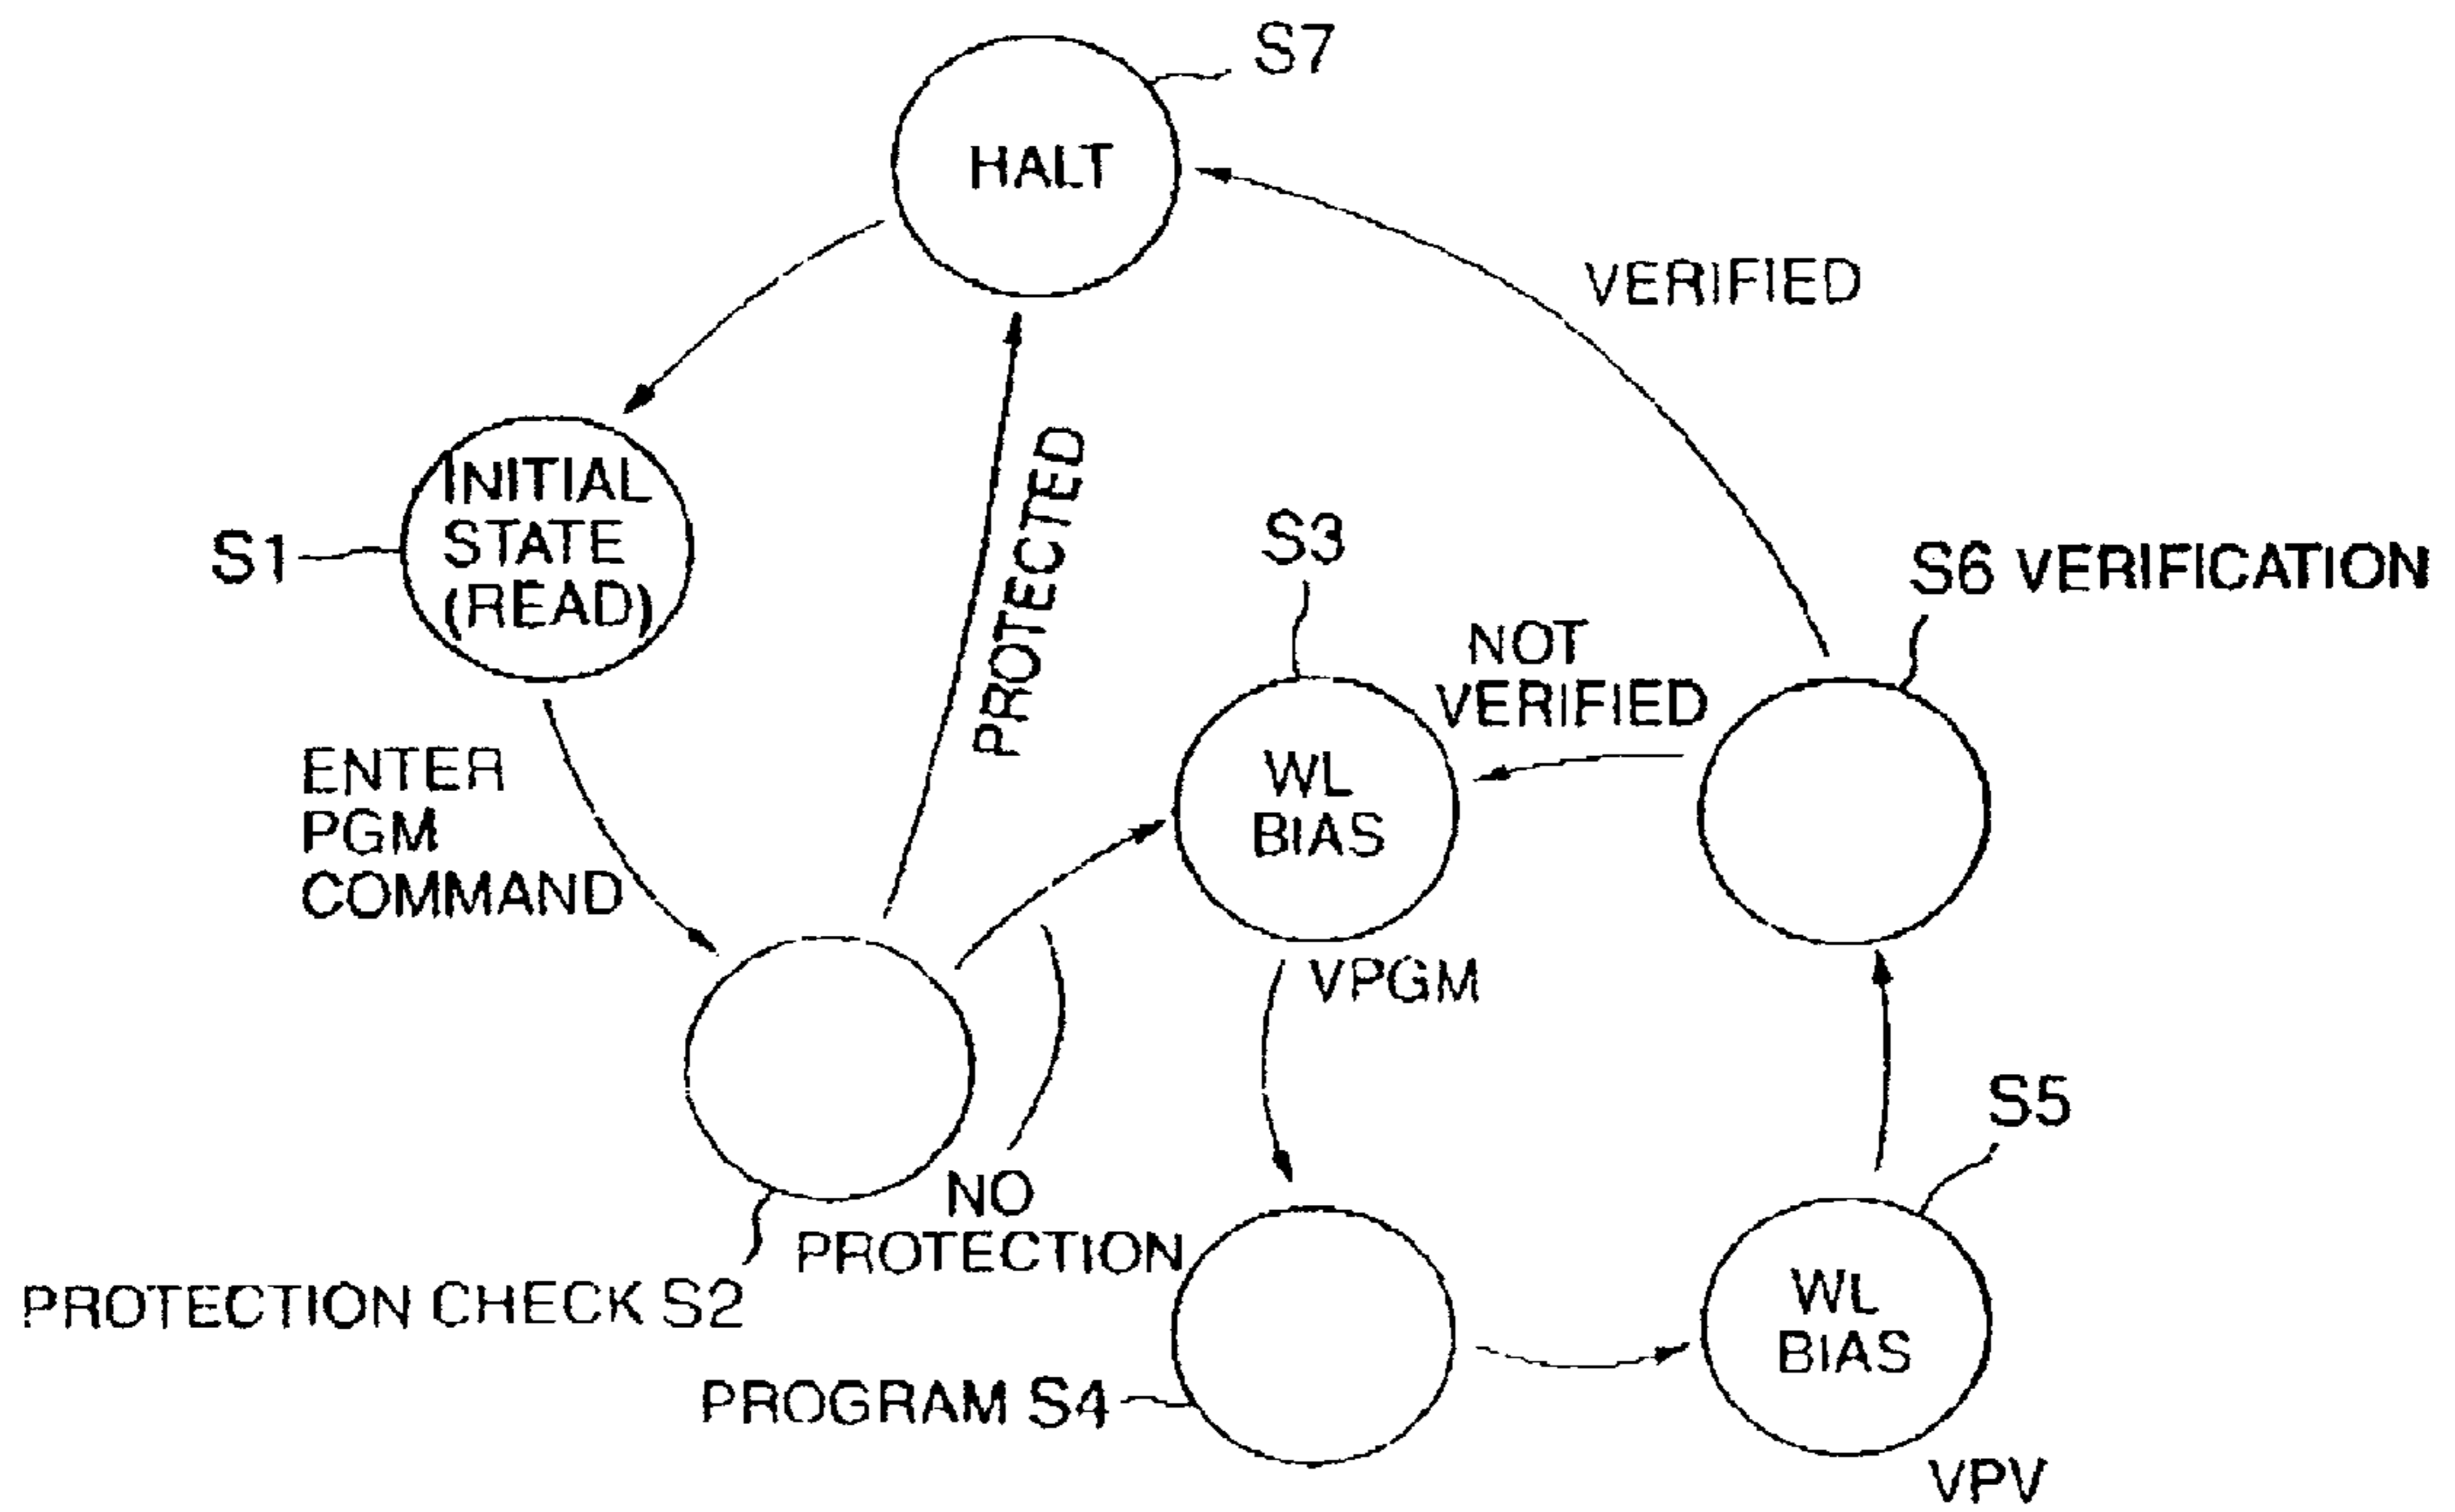 S7
HALT
VERIFIED
INITIAL
STATE
(READ)
S1
PROTECTED
S3
S6 VERIFICATION
NOT
VERIFIED
WL
BIAS
ENTER
PGM
COMMAND
VPGM
S5
NO
PROTECTION
PROTECTION CHECK S2
WL
BIAS
PROGRAM S4
VPV